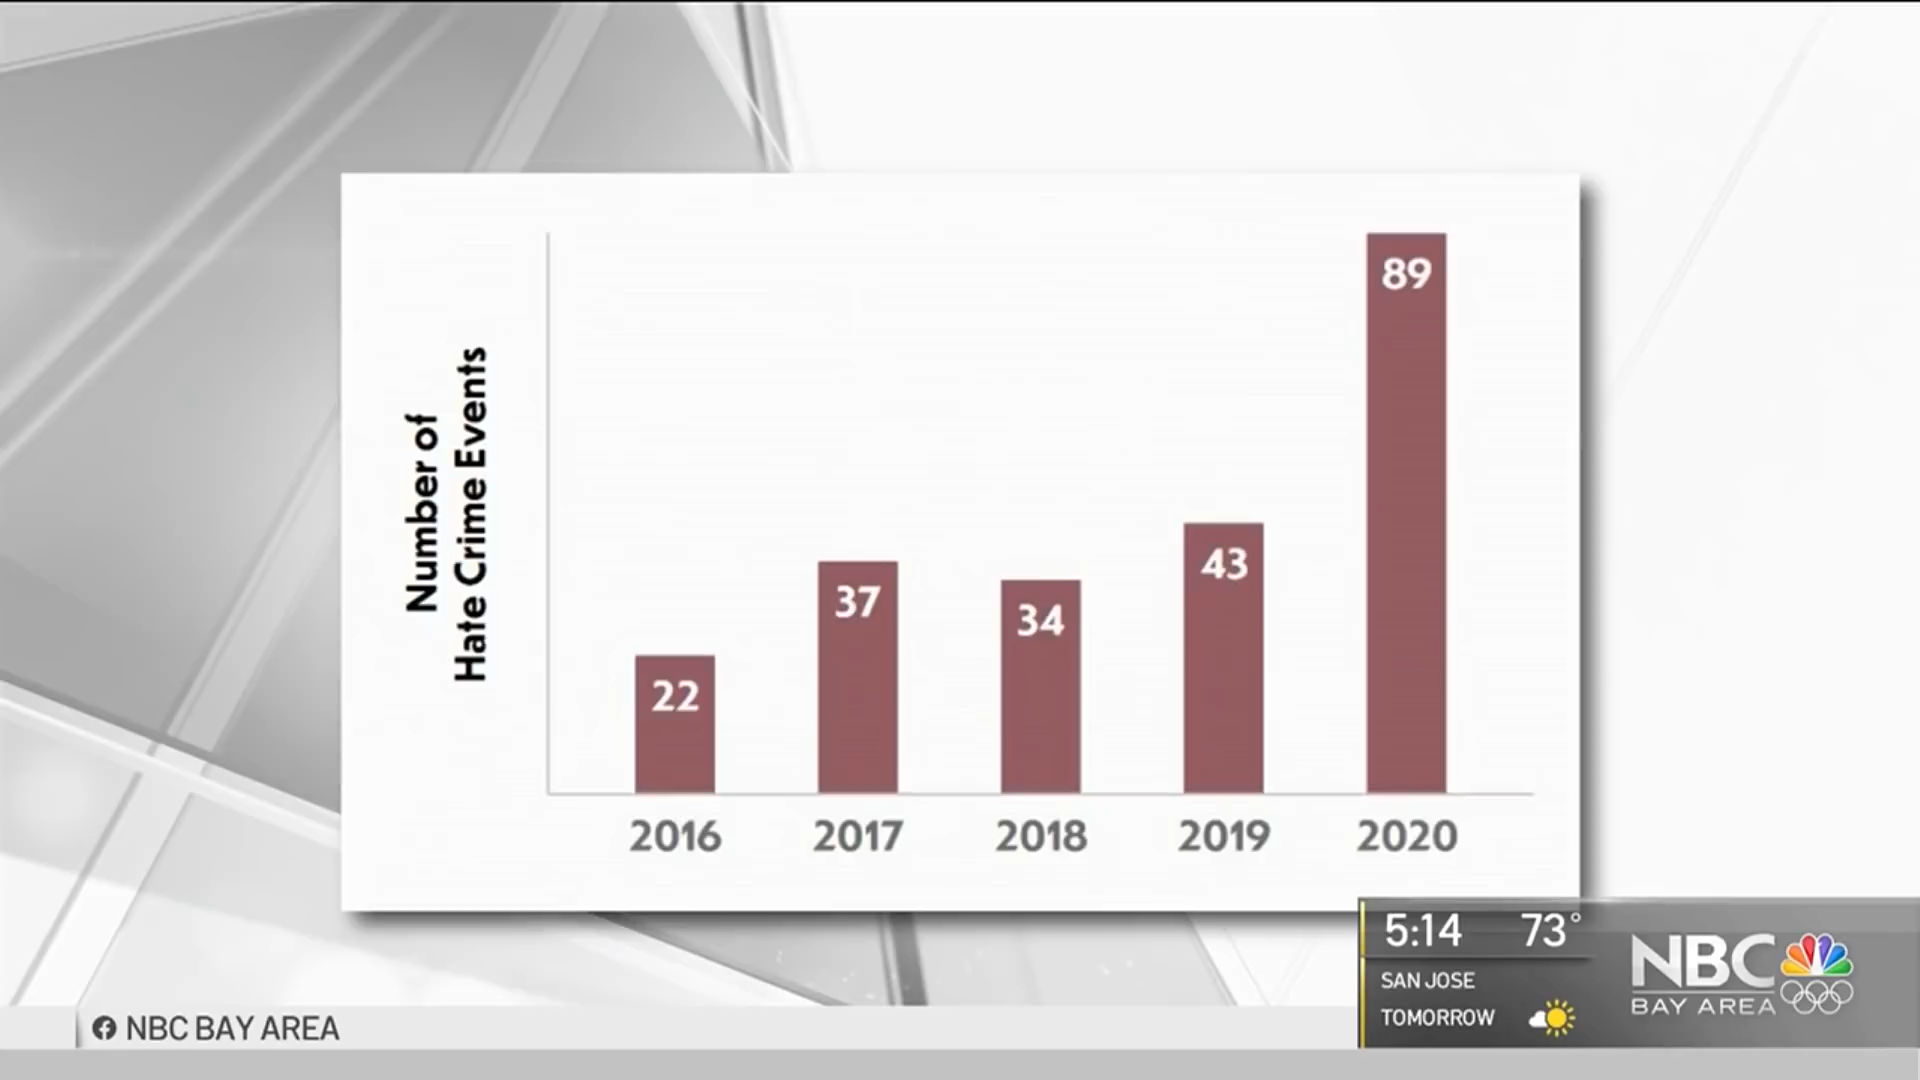 Number of
Hate Crime Events
22
37
34
43
89
2016
2017
2018
2019
2020
5:14 73°
SAN JOSE
TOMORROW
NBC
BAY AREA
NBC BAY AREA